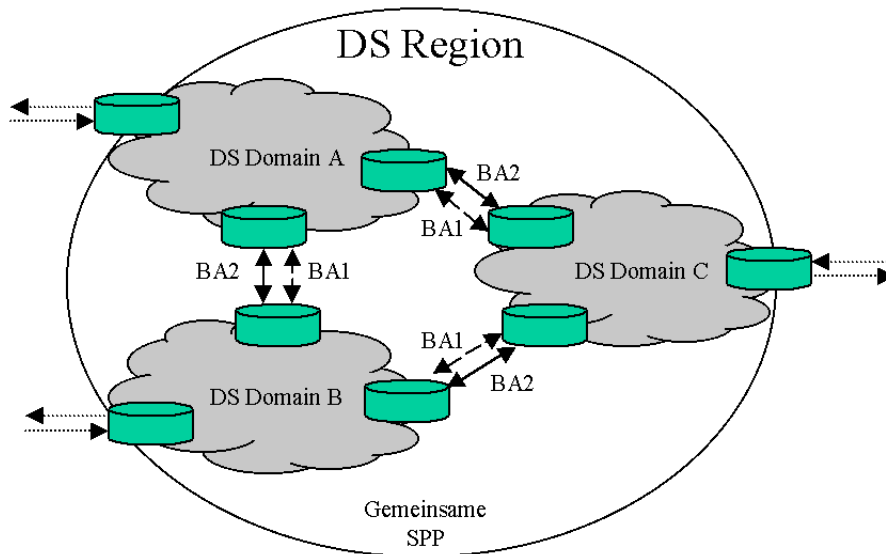 DS Region
DS Domain A
BA2
BA1
BA2
BA1
DS Domain C
BA1
BA2
DS Domain B
Gemeinsame
SPP